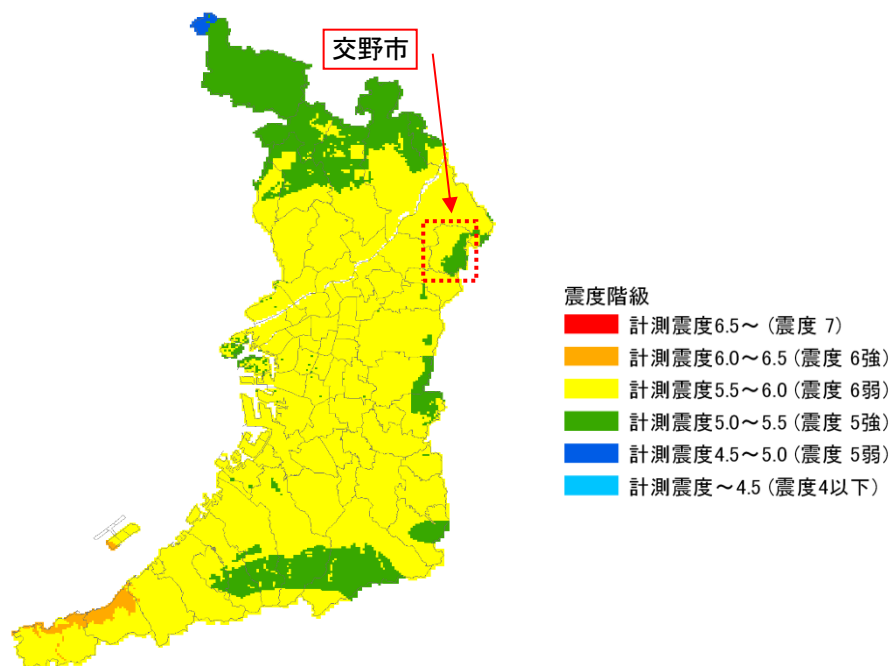 交野市
震度階級
計測震度6.5～ (震度 7)
計測震度6.0～6.5 (震度 6強)
計測震度5.5～6.0 (震度 6弱)
計測震度5.0～5.5 (震度 5強)
計測震度4.5～5.0 (震度 5弱)
計測震度～4.5 (震度4以下)